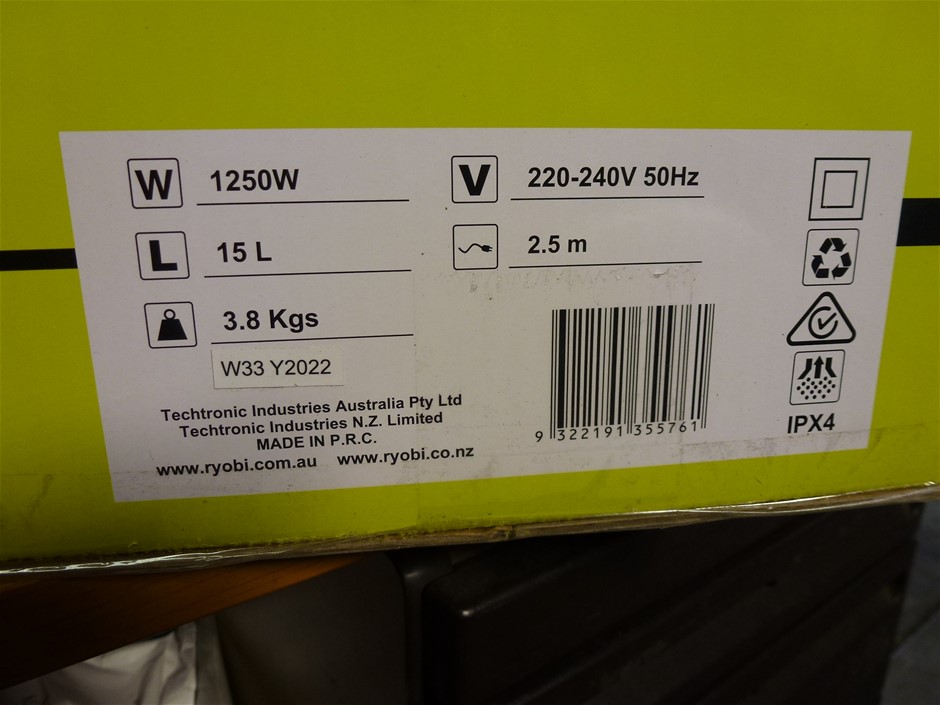 W 1250W
V 220-240V 50Hz
L 15 L
2.5 m
3.8 Kgs
W33 Y2022
Techtronic Industries Australia Pty Ltd
Techtronic Industries N.Z. Limited
MADE IN P.R.C.
www.ryobi.com.au www.ryobi.co.nz
9 322191 355761
IPX4